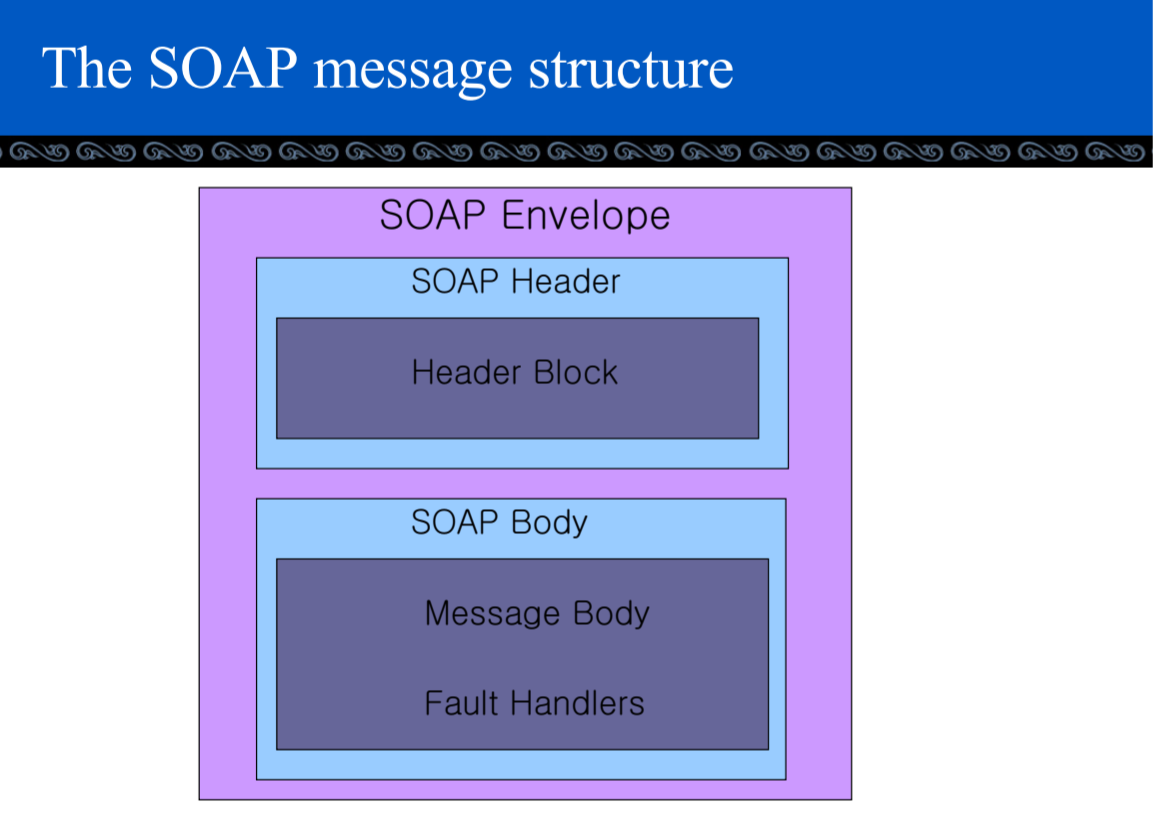 The SOAP message structure
SOAP Envelope
SOAP Header
Header Block
SOAP Body
Message Body
Fault Handlers